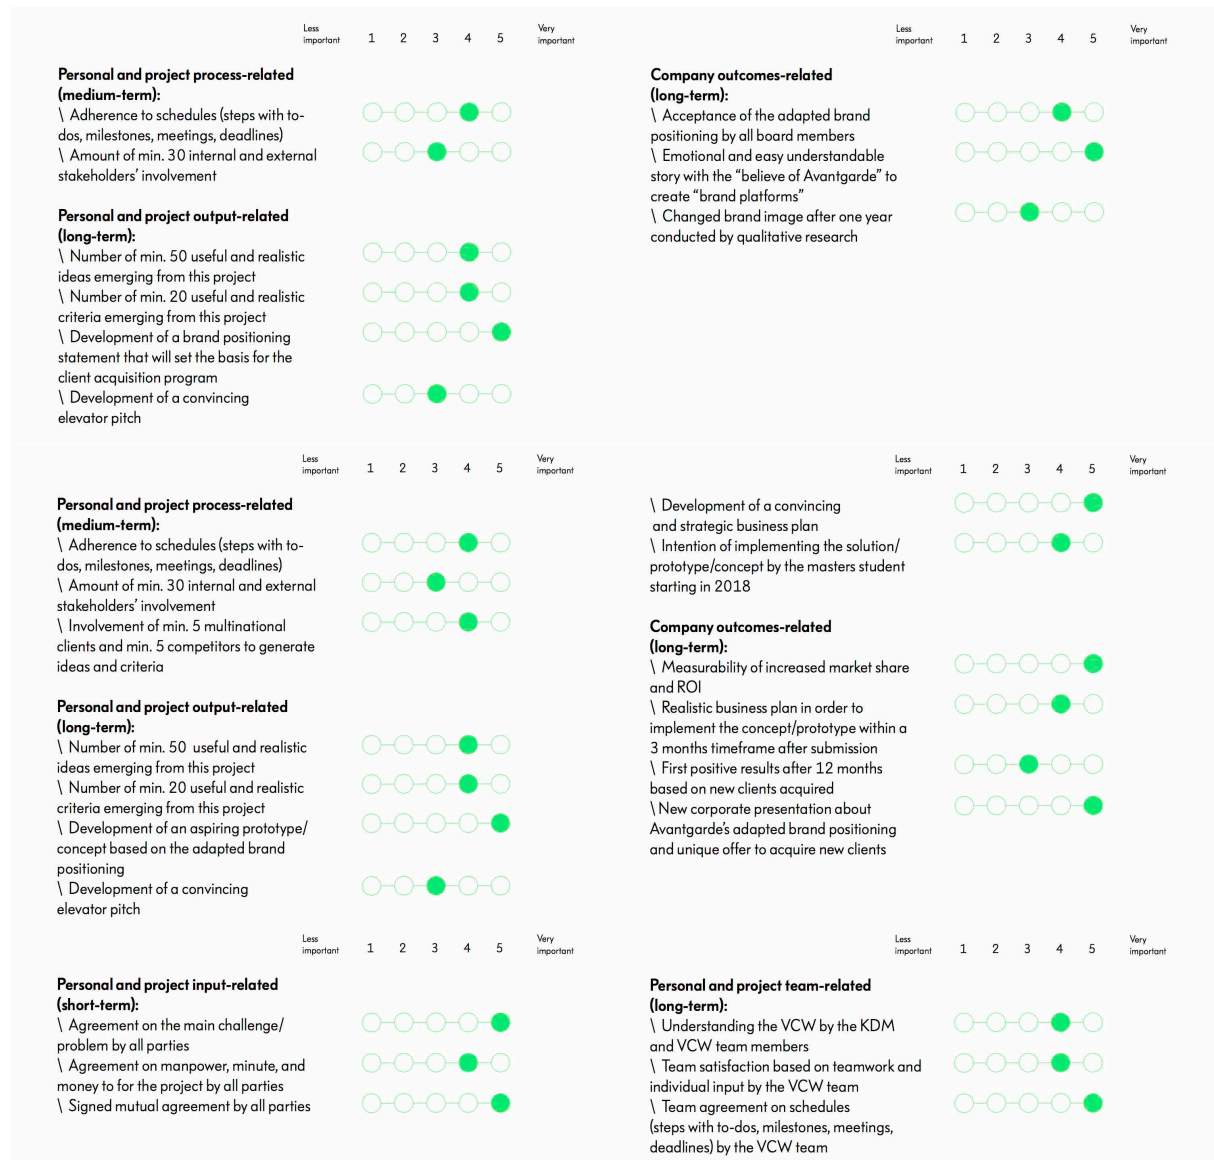 Less
important 1 2 3 4 5 Very
important
Personal and project process-related
(medium-term):
\ Adherence to schedules (steps with to-
dos, milestones, meetings, deadlines)
\ Amount of min. 30 internal and external
stakeholders' involvement
Personal and project output-related
(long-term):
\ Number of min. 50 useful and realistic
ideas emerging from this project
\ Number of min. 20 useful and realistic
criteria emerging from this project
\ Development of a brand positioning
statement that will set the basis for the
client acquisition program
\ Development of a convincing
elevator pitch
Less
important 1 2 3 4 5 Very
important
Company outcomes-related
(long-term):
\ Acceptance of the adapted brand
positioning by all board members
\ Emotional and easy understandable
story with the “believe of Avantgarde” to
create “brand platforms”
\ Changed brand image after one year
conducted by qualitative research
Less
important 1 2 3 4 5 Very
important
Personal and project process-related
(medium-term):
\ Adherence to schedules (steps with to-
dos, milestones, meetings, deadlines)
\ Amount of min. 30 internal and external
stakeholders' involvement
\ Involvement of min. 5 multinational
clients and min. 5 competitors to generate
ideas and criteria
Personal and project output-related
(long-term):
\ Number of min. 50 useful and realistic
ideas emerging from this project
\ Number of min. 20 useful and realistic
criteria emerging from this project
\ Development of an aspiring prototype/
concept based on the adapted brand
positioning
\ Development of a convincing
elevator pitch
Less
important 1 2 3 4 5 Very
important
\ Development of a convincing
and strategic business plan
\ Intention of implementing the solution/
prototype/concept by the masters student
starting in 2018
Company outcomes-related
(long-term):
\ Measurability of increased market share
and ROI
\ Realistic business plan in order to
implement the concept/prototype within a
3 months timeframe after submission
\ First positive results after 12 months
based on new clients acquired
\New corporate presentation about
Avantgarde's adapted brand positioning
and unique offer to acquire new clients
Less
important 1 2 3 4 5 Very
important
Personal and project input-related
(short-term):
\ Agreement on the main challenge/
problem by all parties
\ Agreement on manpower, minute, and
money to for the project by all parties
\ Signed mutual agreement by all parties
Less
important 1 2 3 4 5 Very
important
Personal and project team-related
(long-term):
\ Understanding the VCW by the KDM
and VCW team members
\ Team satisfaction based on teamwork and
individual input by the VCW team
\ Team agreement on schedules
(steps with to-dos, milestones, meetings,
deadlines) by the VCW team